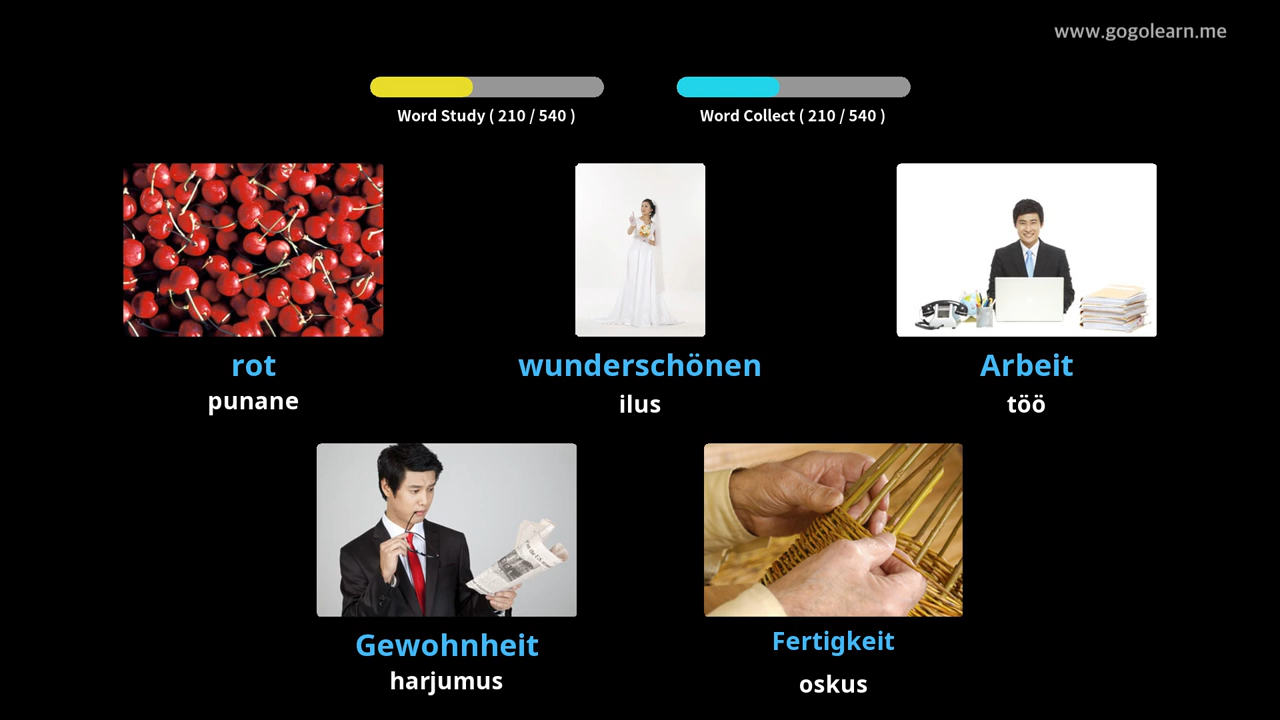 www.gogolearn.me
Word Study ( 210 / 540 )
Word Collect ( 210 / 540 )
rot
punane
wunderschönen
ilus
Arbeit
töö
Gewohnheit
harjumus
Fertigkeit
oskus